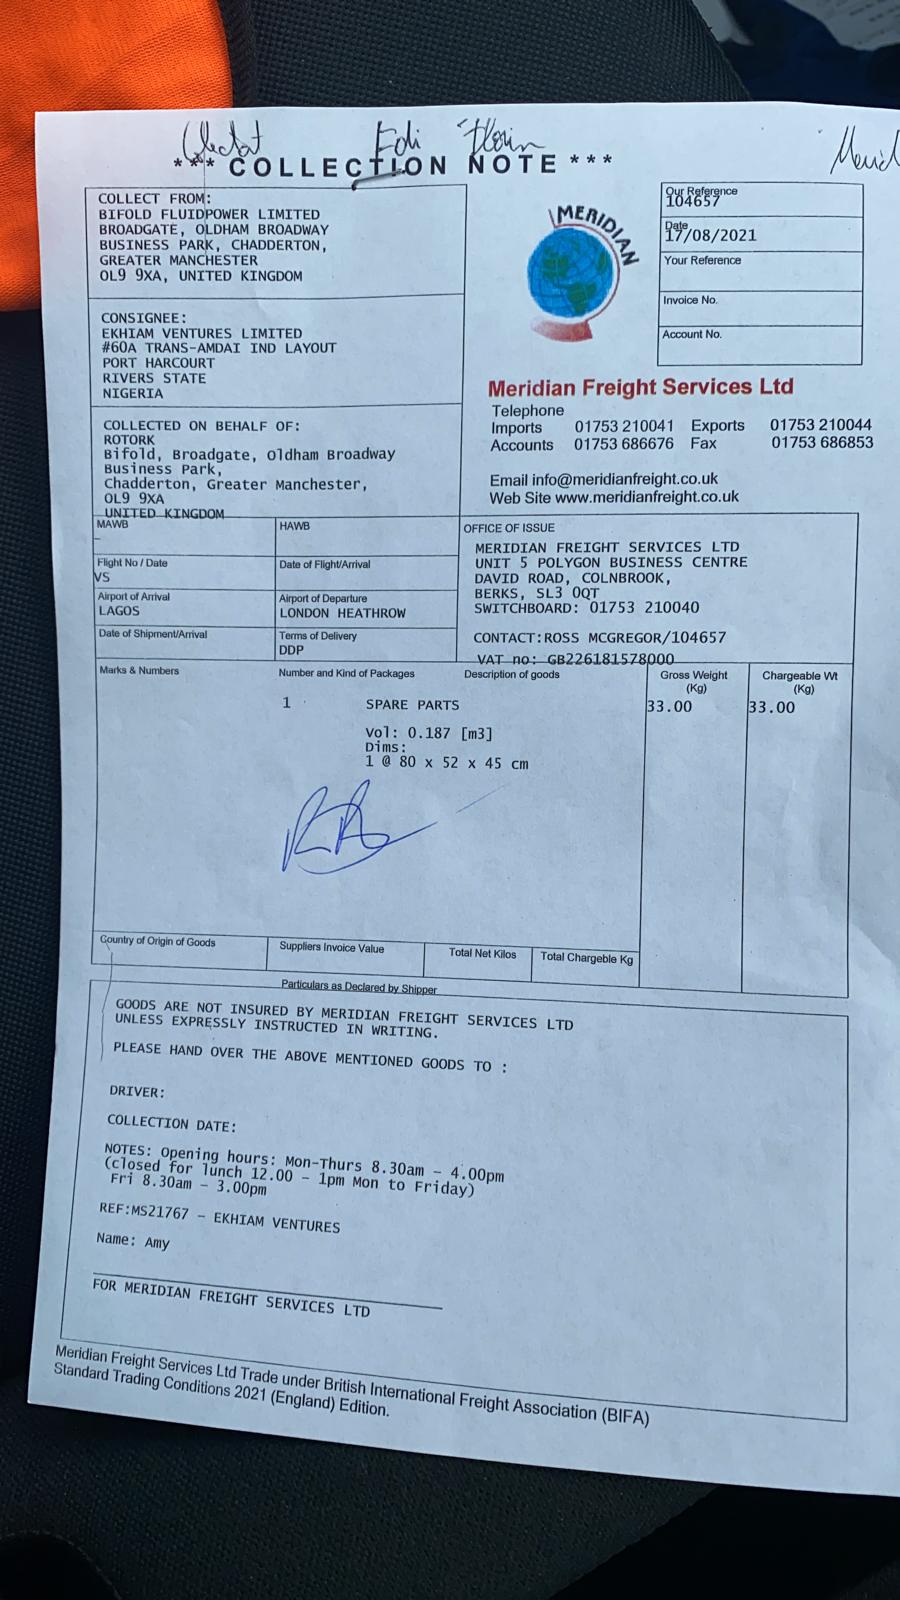 *** COLLECTION NOTE ***
COLLECT FROM:
BIFOLD FLUIDPOWER LIMITED
BROADGATE, OLDHAM BROADWAY
BUSINESS PARK, CHADDERTON,
GREATER MANCHESTER
OL9 9XA, UNITED KINGDOM
CONSIGNEE:
EKHIAM VENTURES LIMITED
#60A TRANS-AMDAI IND LAYOUT
PORT HARCOURT
RIVERS STATE
NIGERIA
COLLECTED ON BEHALF OF:
ROTORK
Bifold, Broadgate, Oldham Broadway
Business Park,
Chadderton, Greater Manchester,
OL9 9XA
UNITED KINGDOM
MERIDIAN
Our Reference
104657
Date
17/08/2021
Your Reference
Invoice No.
Account No.
Meridian Freight Services Ltd
Telephone
Imports 01753 210041 Exports 01753 210044
Accounts 01753 686676 Fax 01753 686853
Email info@meridianfreight.co.uk
Web Site www.meridianfreight.co.uk
MAWB HAWB
–
Flight No / Date Date of Flight/Arrival
VS
Airport of Arrival Airport of Departure
LAGOS LONDON HEATHROW
Date of Shipment/Arrival Terms of Delivery
DDP
OFFICE OF ISSUE
MERIDIAN FREIGHT SERVICES LTD
UNIT 5 POLYGON BUSINESS CENTRE
DAVID ROAD, COLNBROOK,
BERKS, SL3 0QT
SWITCHBOARD: 01753 210040
CONTACT:ROSS MCGREGOR/104657
VAT no: GB226181578000
Marks & Numbers Number and Kind of Packages Description of goods Gross Weight (Kg) Chargeable Wt (Kg)
1 SPARE PARTS 33.00 33.00
Vol: 0.187 [m3]
Dims:
1 @ 80 x 52 x 45 cm
Country of Origin of Goods Suppliers Invoice Value Total Net Kilos Total Chargeble Kg
Particulars as Declared by Shipper
GOODS ARE NOT INSURED BY MERIDIAN FREIGHT SERVICES LTD
UNLESS EXPRESSLY INSTRUCTED IN WRITING.
PLEASE HAND OVER THE ABOVE MENTIONED GOODS TO :
DRIVER:
COLLECTION DATE:
NOTES: Opening hours: Mon-Thurs 8.30am – 4.00pm
(closed for lunch 12.00 – 1pm Mon to Friday)
Fri 8.30am – 3.00pm
REF:MS21767 – EKHIAM VENTURES
Name: Amy
FOR MERIDIAN FREIGHT SERVICES LTD
Meridian Freight Services Ltd Trade under British International Freight Association (BIFA)
Standard Trading Conditions 2021 (England) Edition.